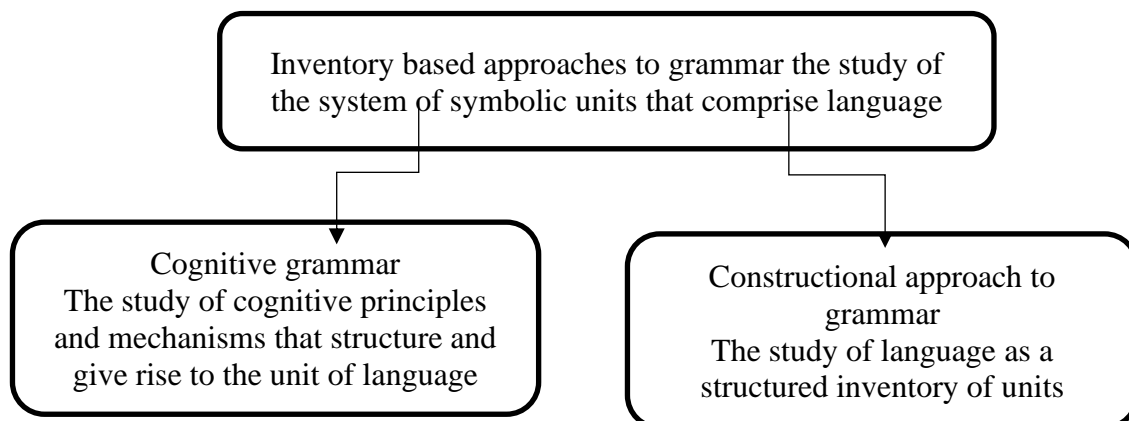 Inventory based approaches to grammar the study of
the system of symbolic units that comprise language
Cognitive grammar
The study of cognitive principles
and mechanisms that structure and
give rise to the unit of language
Constructional approach to
grammar
The study of language as a
structured inventory of units